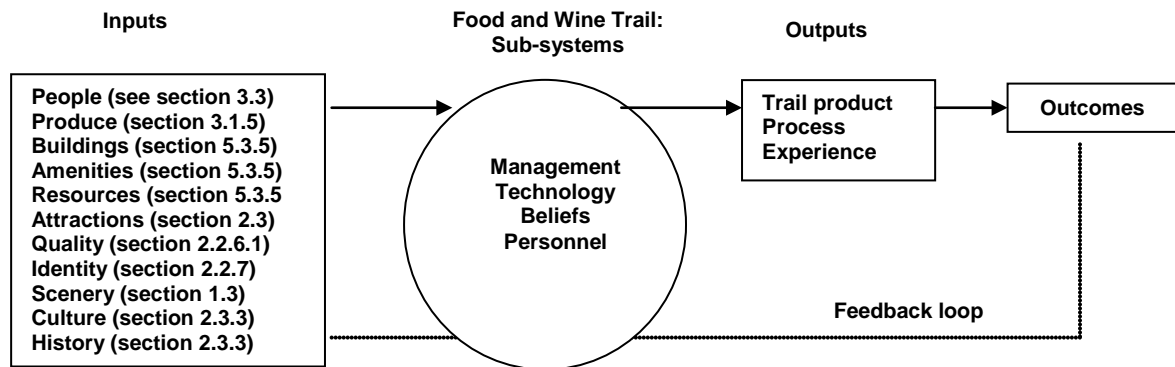 Inputs
Food and Wine Trail:
Sub-systems
Outputs
People (see section 3.3)
Produce (section 3.1.5)
Buildings (section 5.3.5)
Amenities (section 5.3.5)
Resources (section 5.3.5
Attractions (section 2.3)
Quality (section 2.2.6.1)
Identity (section 2.2.7)
Scenery (section 1.3)
Culture (section 2.3.3)
History (section 2.3.3)
Management
Technology
Beliefs
Personnel
Trail product
Process
Experience
Outcomes
Feedback loop